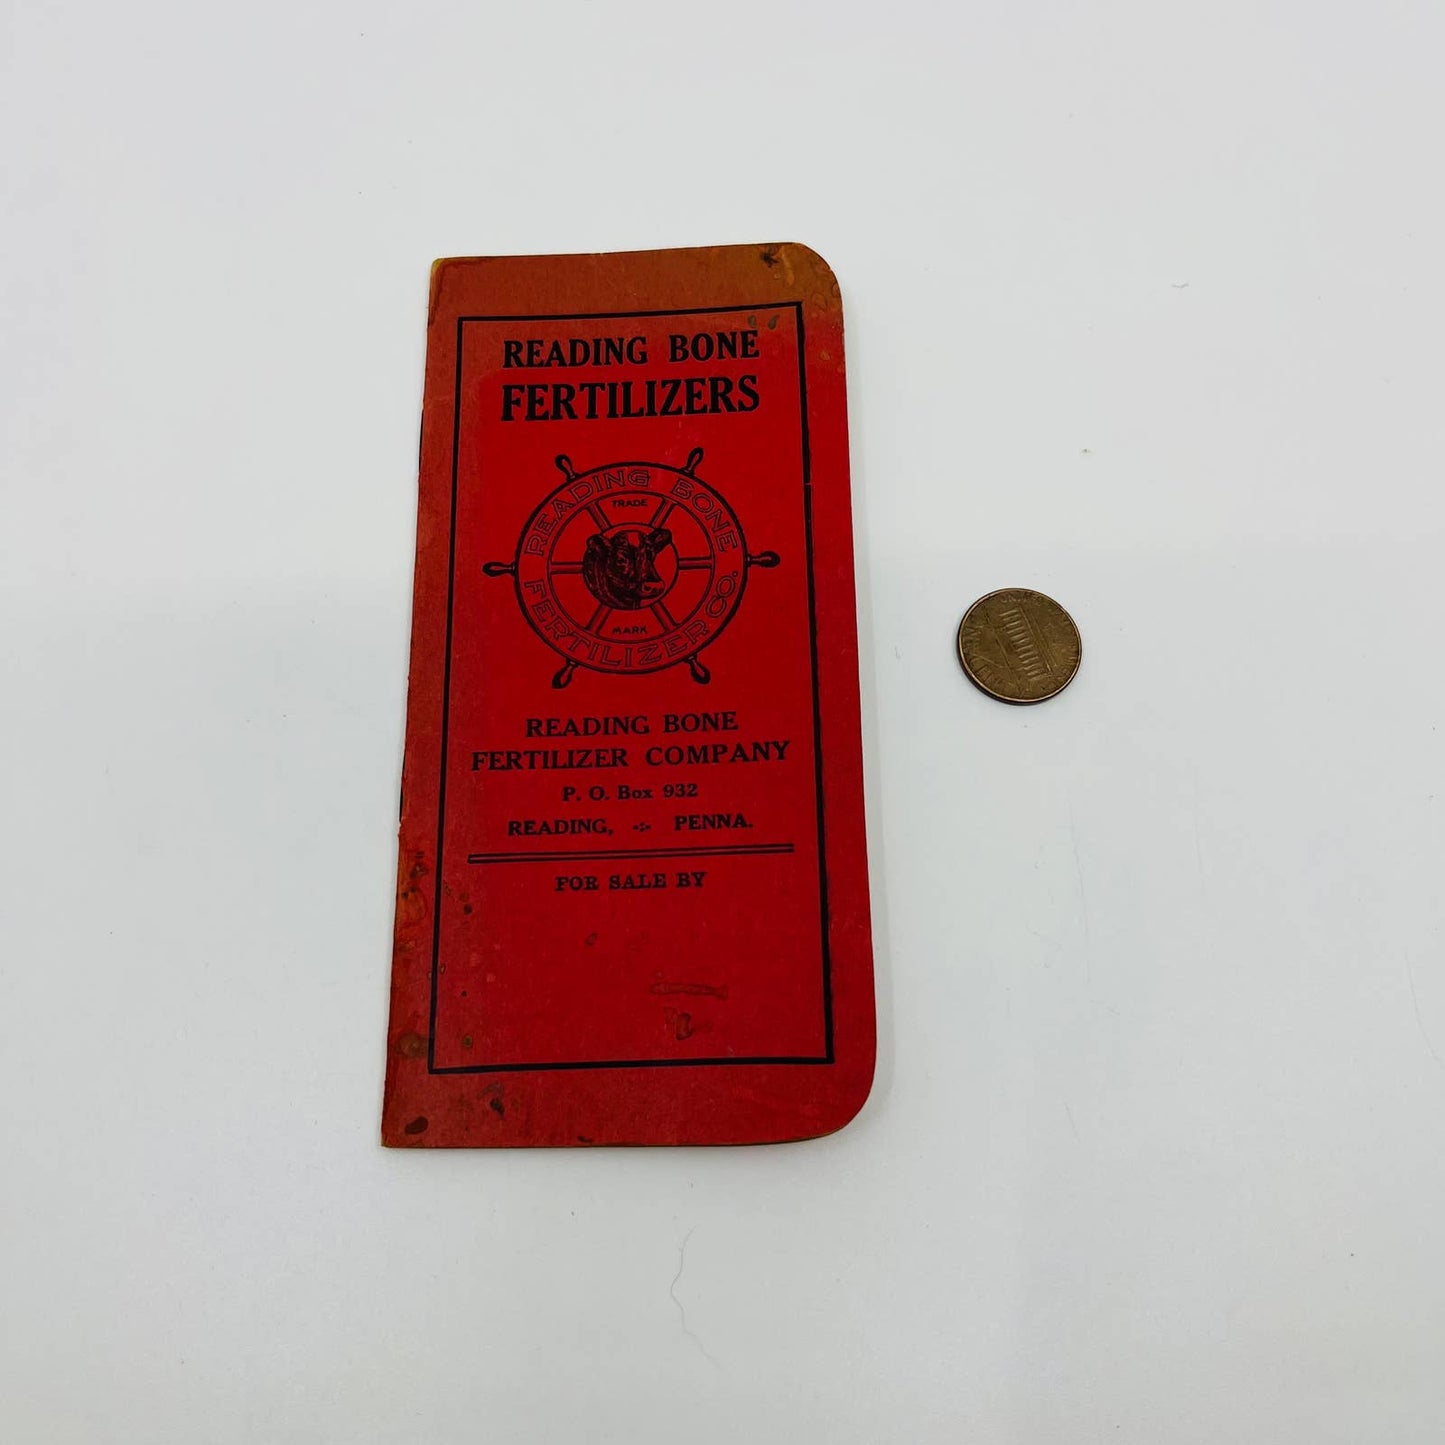 READING BONE
FERTILIZERS
READING BONE
TRADE
MARK
FERTILIZER CO.
READING BONE
FERTILIZER COMPANY
P. O. Box 932
READING, -:- PENNA.
FOR SALE BY